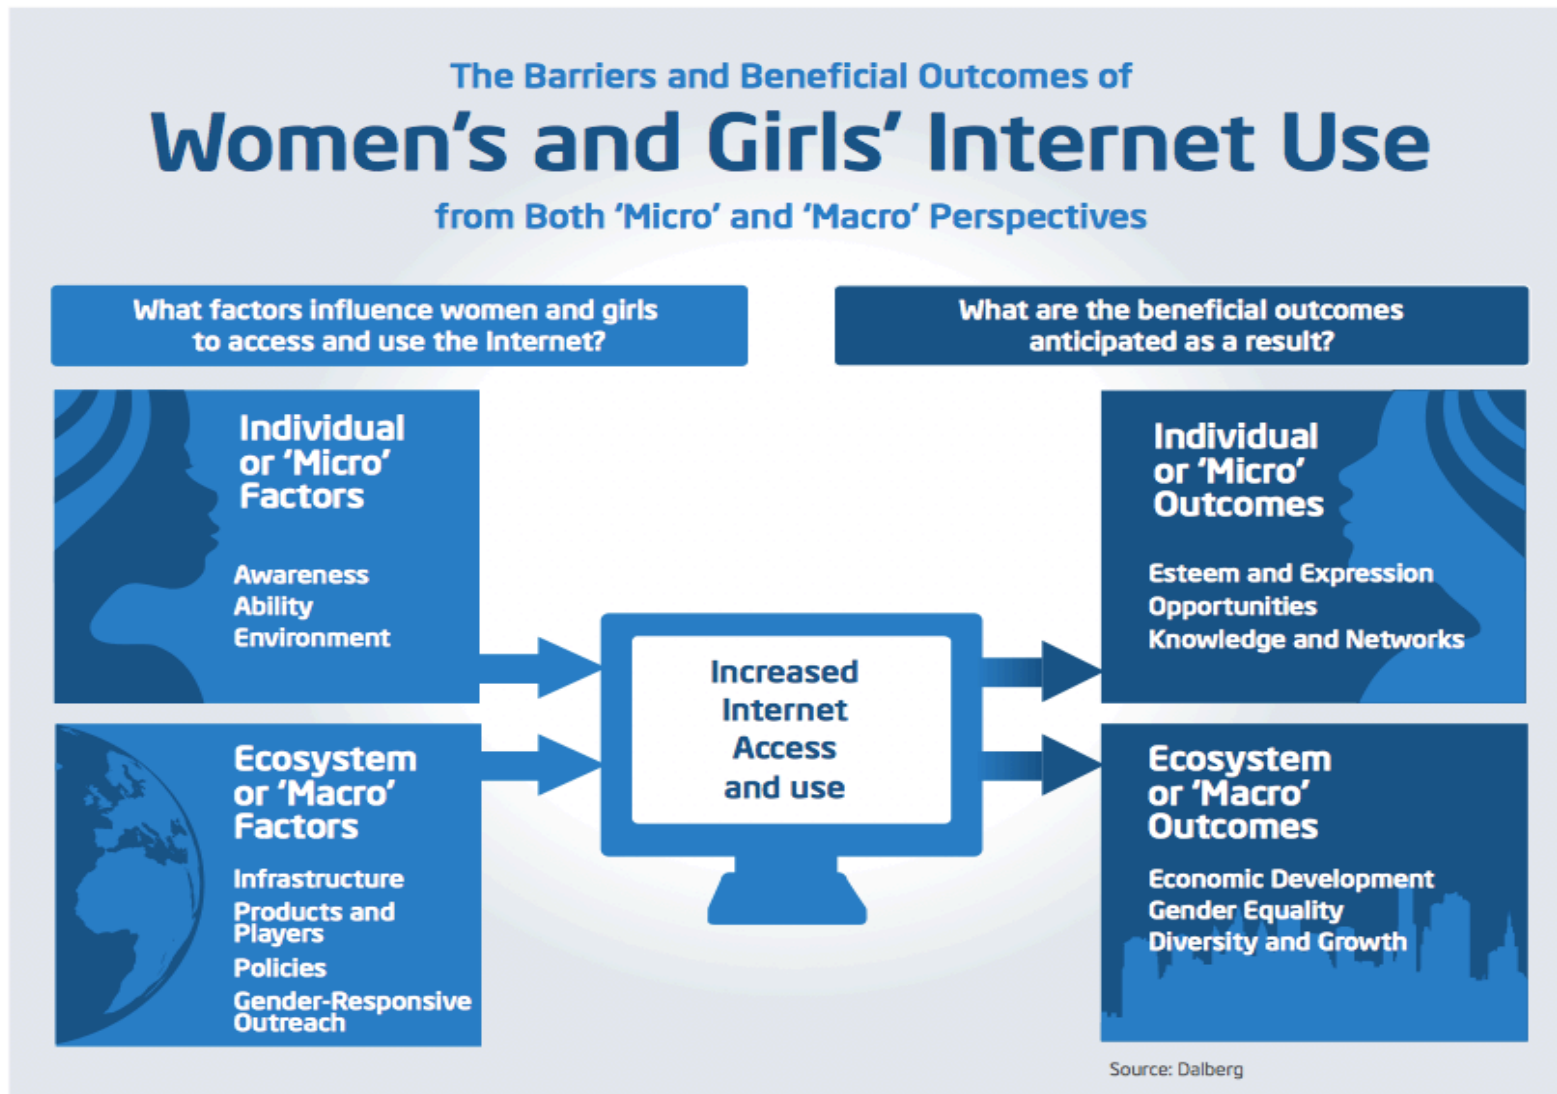 The Barriers and Beneficial Outcomes of
Women's and Girls' Internet Use
from Both 'Micro' and 'Macro' Perspectives
What factors influence women and girls
to access and use the Internet?
What are the beneficial outcomes
anticipated as a result?
Individual
or 'Micro'
Factors
Awareness
Ability
Environment
Ecosystem
or 'Macro'
Factors
Infrastructure
Products and
Players
Policies
Gender-Responsive
Outreach
Increased
Internet
Access
and use
Individual
or 'Micro'
Outcomes
Esteem and Expression
Opportunities
Knowledge and Networks
Ecosystem
or 'Macro'
Outcomes
Economic Development
Gender Equality
Diversity and Growth
Source: Dalberg